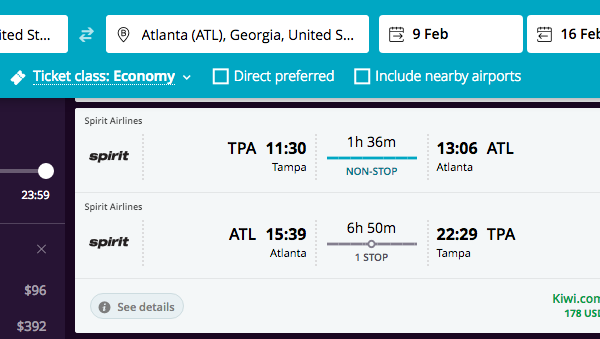 ited St...
Atlanta (ATL), Georgia, United S...
9 Feb
16 Feb
Ticket class: Economy
Direct preferred
Include nearby airports
Spirit Airlines
spirit
TPA 11:30
Tampa
1h 36m
NON-STOP
13:06 ATL
Atlanta
23:59
Spirit Airlines
spirit
ATL 15:39
Atlanta
6h 50m
1 STOP
22:29 TPA
Tampa
$96
$392
See details
Kiwi.com
178 USD